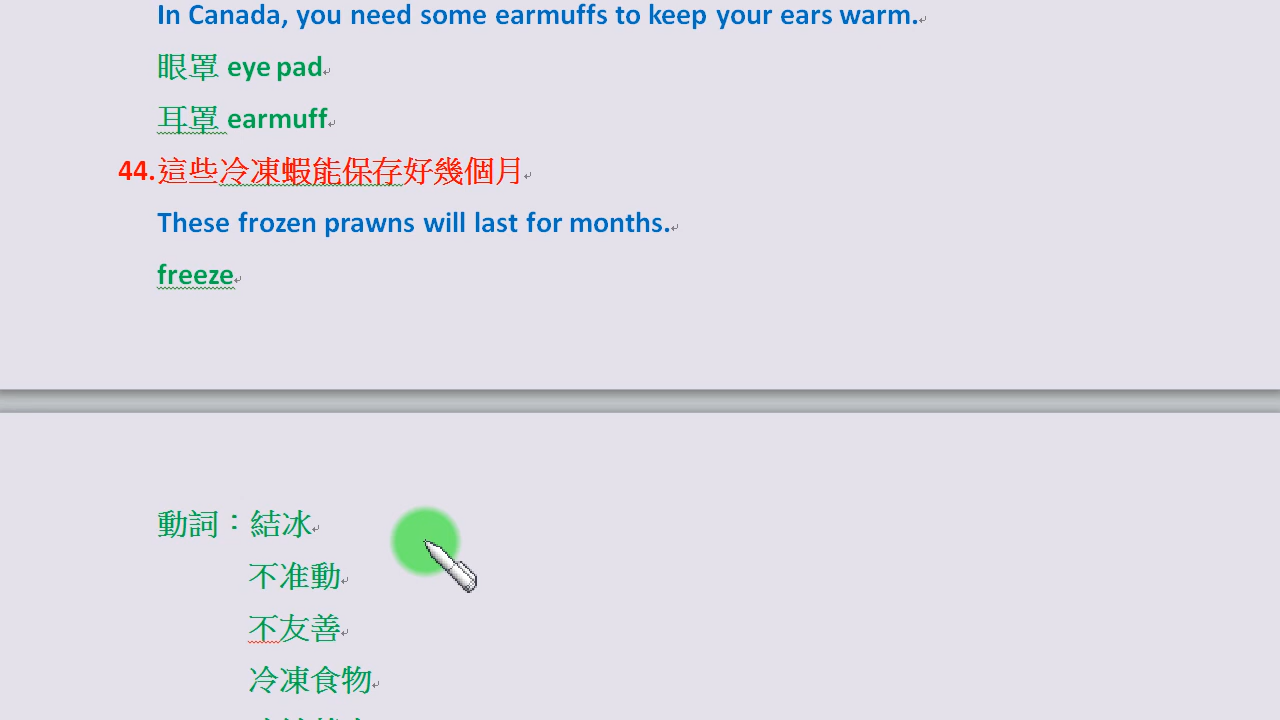 In Canada, you need some earmuffs to keep your ears warm.
眼罩 eye pad
耳罩 earmuff
44.這些冷凍蝦能保存好幾個月
These frozen prawns will last for months.
freeze
動詞：結冰
不准動
不友善
冷凍食物